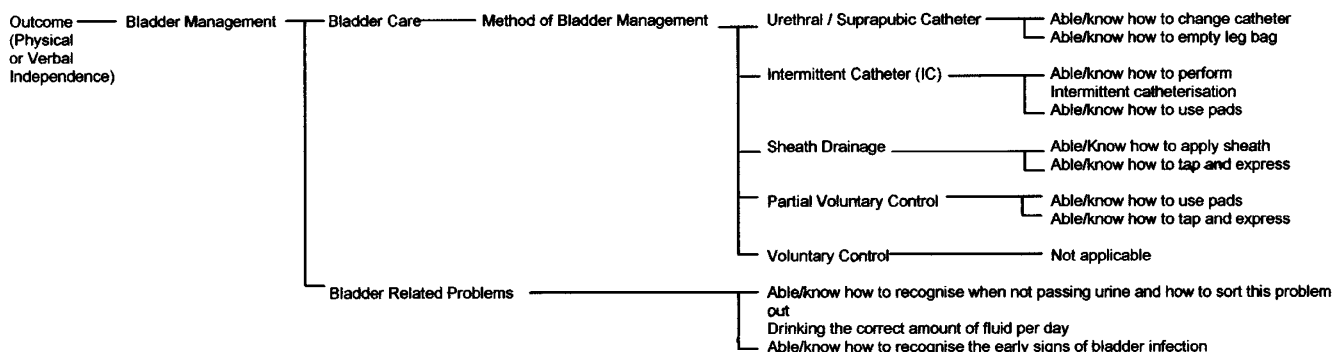 Outcome
(Physical
or Verbal
Independence)
Bladder Management
Bladder Care
Method of Bladder Management
Urethral / Suprapubic Catheter
Able/know how to change catheter
Able/know how to empty leg bag
Intermittent Catheter (IC)
Able/know how to perform
Intermittent catheterisation
Able/know how to use pads
Sheath Drainage
Able/Know how to apply sheath
Able/know how to tap and express
Partial Voluntary Control
Able/know how to use pads
Able/know how to tap and express
Voluntary Control
Not applicable
Bladder Related Problems
Able/know how to recognise when not passing urine and how to sort this problem
out
Drinking the correct amount of fluid per day
Able/know how to recognise the early signs of bladder infection